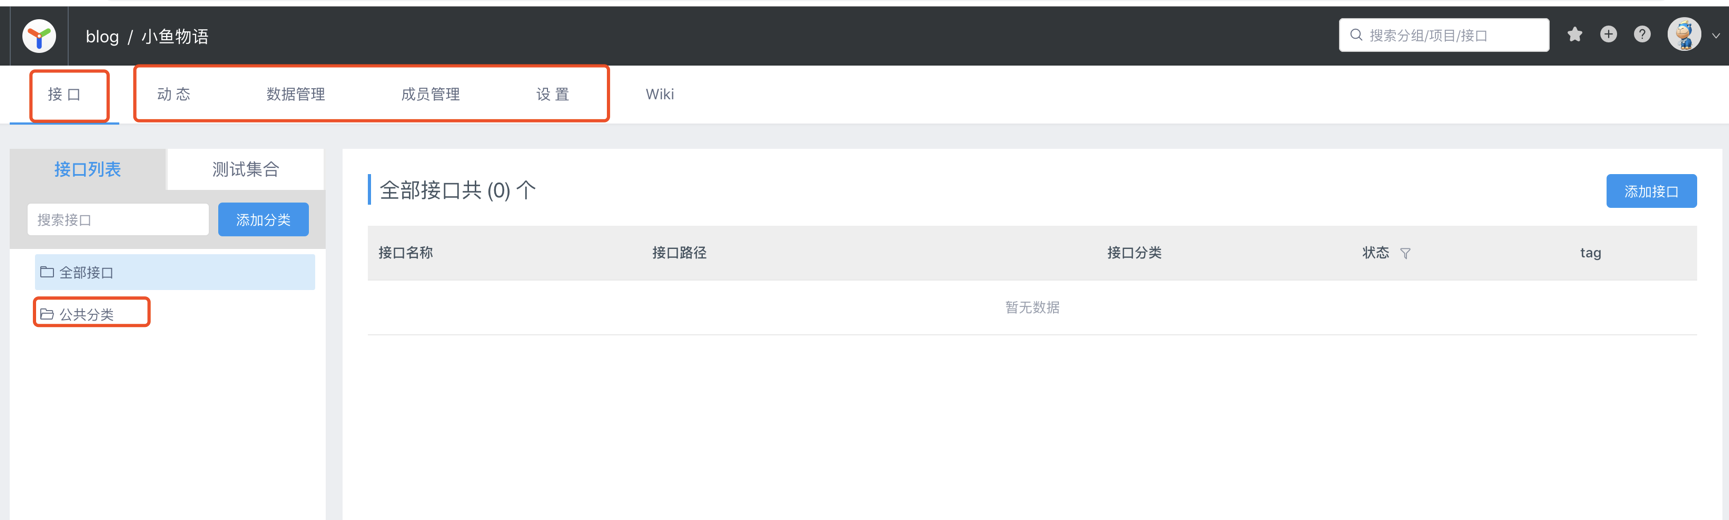 blog / 小鱼物语
搜索分组/项目/接口
接 口 动 态 数据管理 成员管理 设 置 Wiki
接口列表 测试集合
搜索接口 添加分类
全部接口
公共分类
全部接口共 (0) 个
添加接口
接口名称 接口路径 接口分类 状态 tag
暂无数据